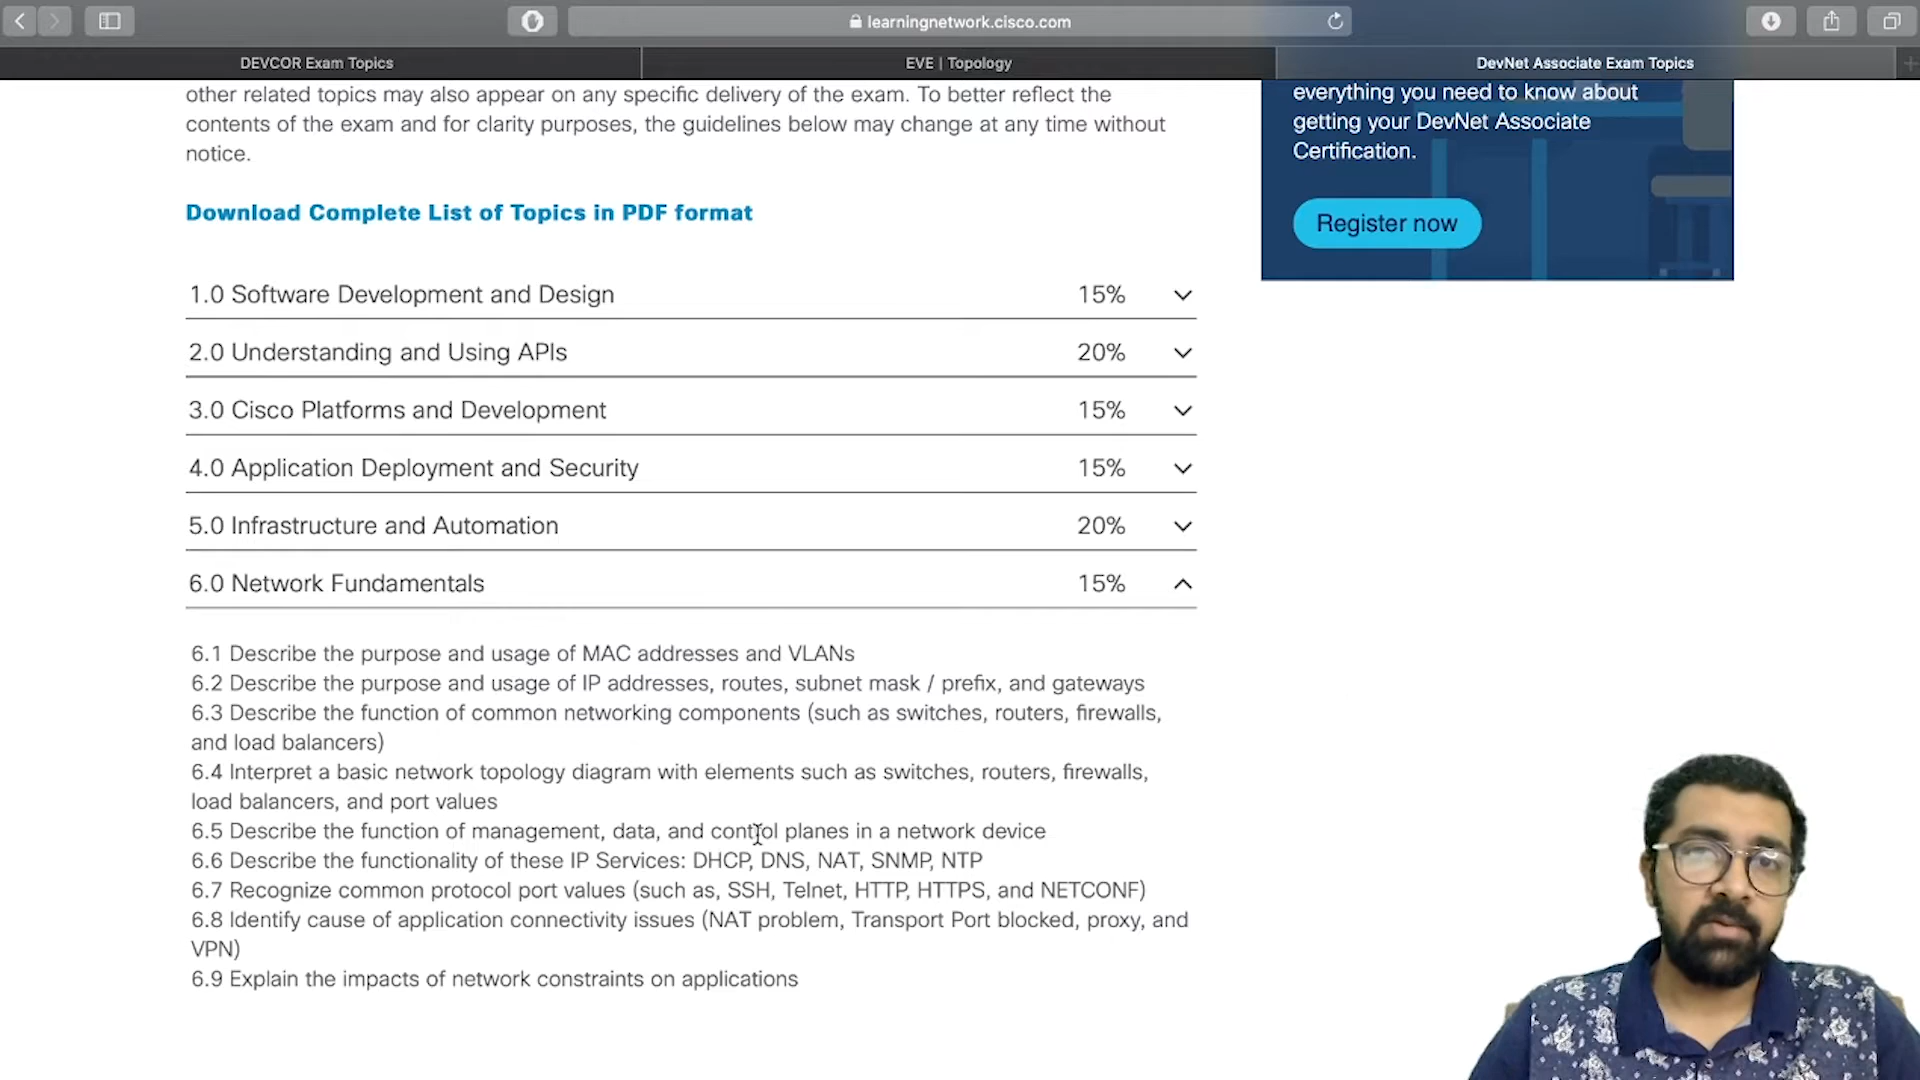 learningnetwork.cisco.com
DEVCOR Exam Topics
EVE | Topology
DevNet Associate Exam Topics
other related topics may also appear on any specific delivery of the exam. To better reflect the
contents of the exam and for clarity purposes, the guidelines below may change at any time without
notice.
Download Complete List of Topics in PDF format
1.0 Software Development and Design 15%
2.0 Understanding and Using APIs 20%
3.0 Cisco Platforms and Development 15%
4.0 Application Deployment and Security 15%
5.0 Infrastructure and Automation 20%
6.0 Network Fundamentals 15%
6.1 Describe the purpose and usage of MAC addresses and VLANs
6.2 Describe the purpose and usage of IP addresses, routes, subnet mask / prefix, and gateways
6.3 Describe the function of common networking components (such as switches, routers, firewalls,
and load balancers)
6.4 Interpret a basic network topology diagram with elements such as switches, routers, firewalls,
load balancers, and port values
6.5 Describe the function of management, data, and control planes in a network device
6.6 Describe the functionality of these IP Services: DHCP, DNS, NAT, SNMP, NTP
6.7 Recognize common protocol port values (such as, SSH, Telnet, HTTP, HTTPS, and NETCONF)
6.8 Identify cause of application connectivity issues (NAT problem, Transport Port blocked, proxy, and
VPN)
6.9 Explain the impacts of network constraints on applications
everything you need to know about
getting your DevNet Associate
Certification.
Register now